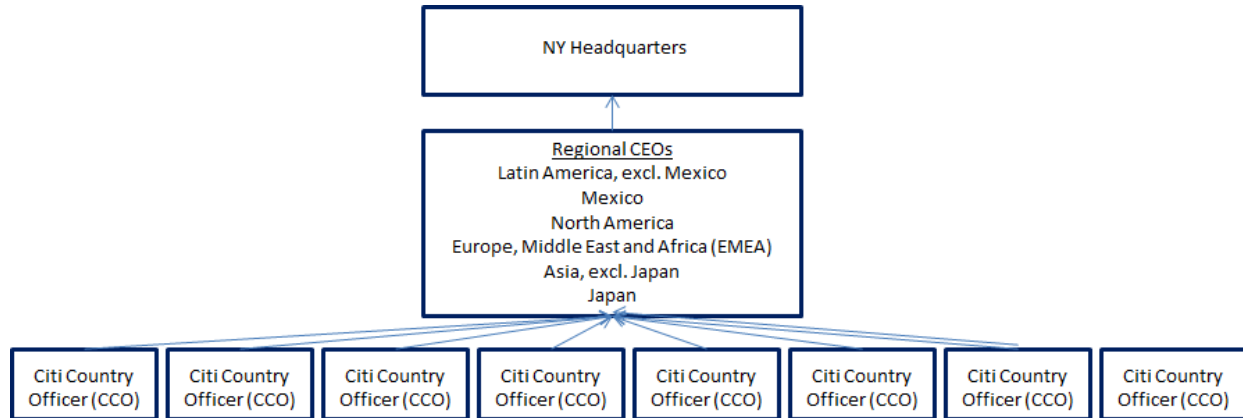 NY Headquarters
Regional CEOs
Latin America, excl. Mexico
Mexico
North America
Europe, Middle East and Africa (EMEA)
Asia, excl. Japan
Japan
Citi Country
Officer (CCO)
Citi Country
Officer (CCO)
Citi Country
Officer (CCO)
Citi Country
Officer (CCO)
Citi Country
Officer (CCO)
Citi Country
Officer (CCO)
Citi Country
Officer (CCO)
Citi Country
Officer (CCO)